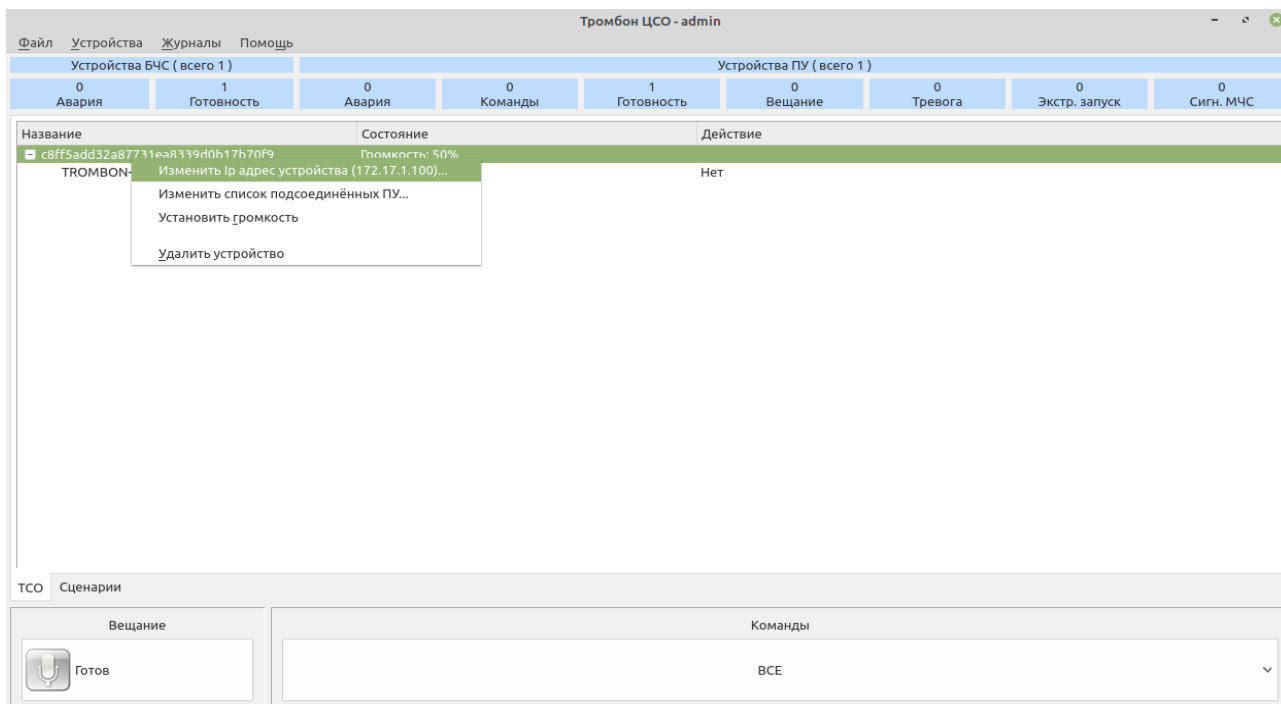 Тромбон ЦСО - admin
Файл Устройства Журналы Помощь
Устройства БЧС ( всего 1 ) Устройства ПУ ( всего 1 )
0 1 0 0 1 0 0 0 0
Авария Готовность Авария Команды Готовность Вещание Тревога Экстр. запуск Сигн. МЧС
Название Состояние Действие
c8ff5add32a87731ea8339d0b17b70f9 Громкость: 50%
TROMBON- Изменить Ip адрес устройства (172.17.1.100)... Нет
Изменить список подсоединённых ПУ...
Установить громкость
Удалить устройство
ТСО Сценарии
Вещание Команды
Готов ВСЕ